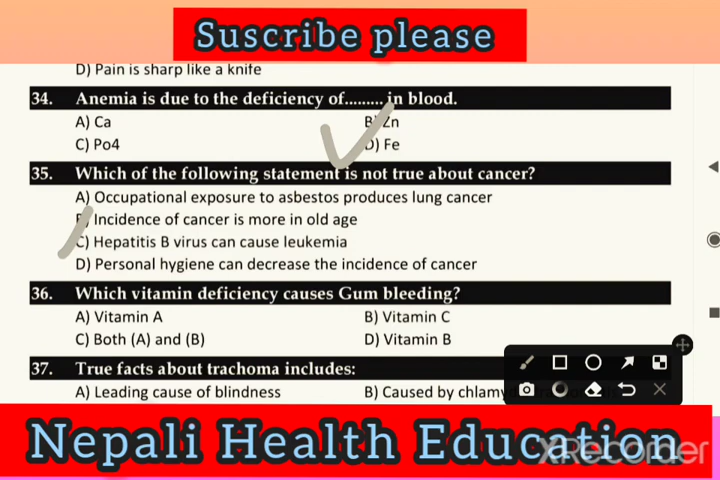 Suscribe please
D) Pain is sharp like a knife
34. Anemia is due to the deficiency of......... in blood.
A) Ca B) Zn
C) Po4 D) Fe
35. Which of the following statement is not true about cancer?
A) Occupational exposure to asbestos produces lung cancer
B) Incidence of cancer is more in old age
C) Hepatitis B virus can cause leukemia
D) Personal hygiene can decrease the incidence of cancer
36. Which vitamin deficiency causes Gum bleeding?
A) Vitamin A B) Vitamin C
C) Both (A) and (B) D) Vitamin B
37. True facts about trachoma includes:
A) Leading cause of blindness B) Caused by
Nepali Health Education
XRecorder